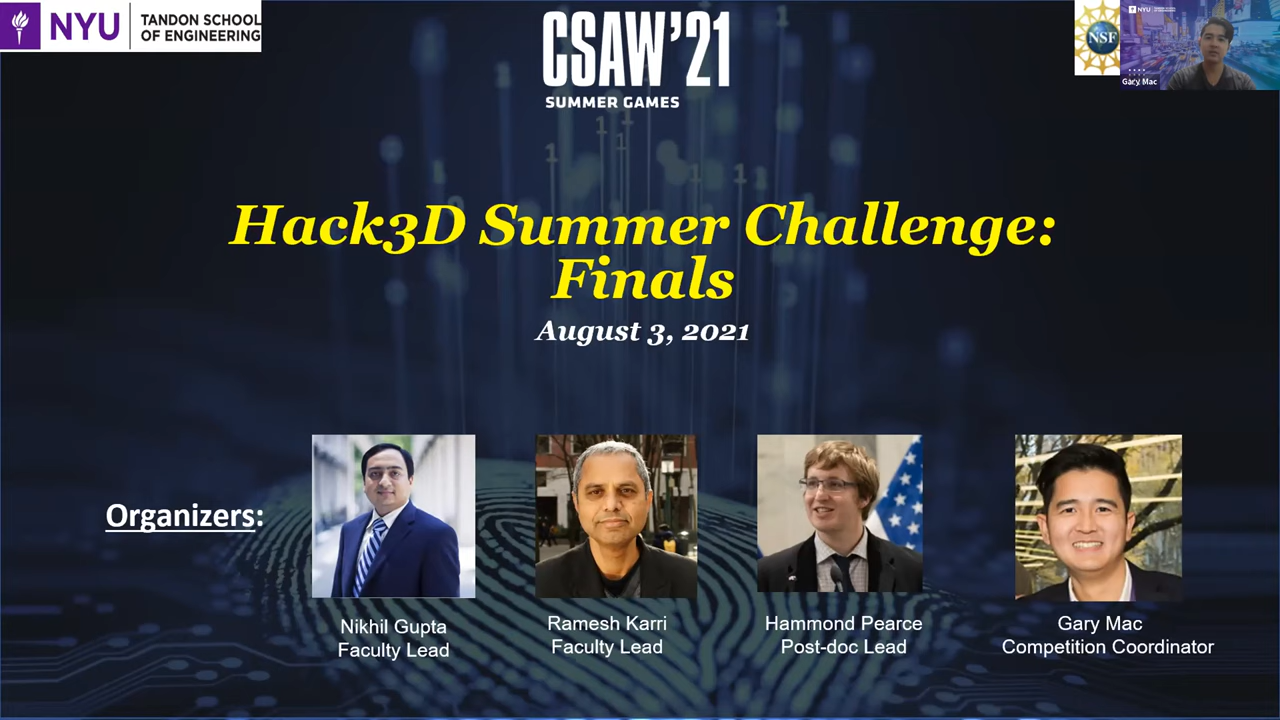 NYU
TANDON SCHOOL
OF ENGINEERING
CSAW'21
SUMMER GAMES
NSF
NYU
Gary Mac
Hack3D Summer Challenge:
Finals
August 3, 2021
Organizers:
Nikhil Gupta
Faculty Lead
Ramesh Karri
Faculty Lead
Hammond Pearce
Post-doc Lead
Gary Mac
Competition Coordinator